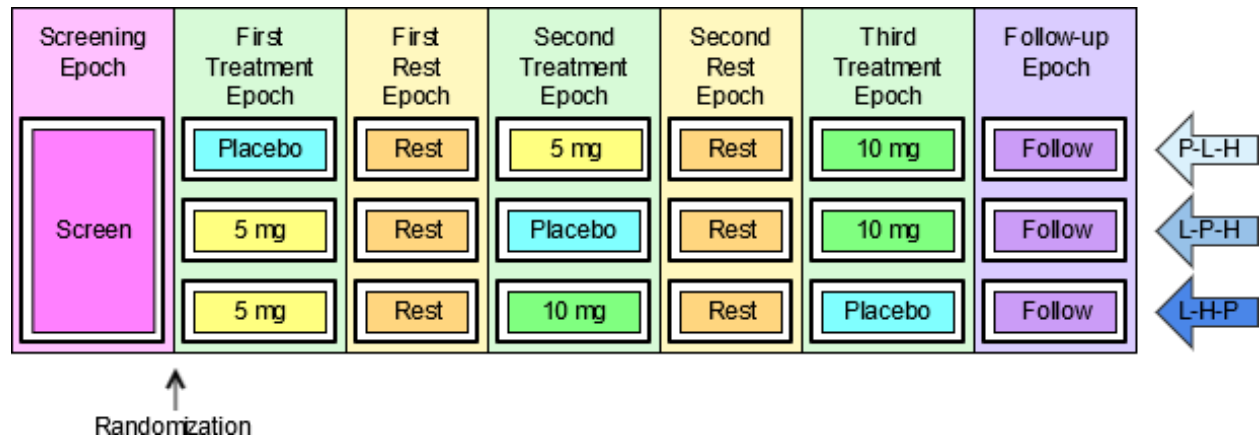 Screening
Epoch
First
Treatment
Epoch
First
Rest
Epoch
Second
Treatment
Epoch
Second
Rest
Epoch
Third
Treatment
Epoch
Follow-up
Epoch
Screen
Placebo
Rest
5 mg
Rest
10 mg
Follow
P-L-H
5 mg
Rest
Placebo
Rest
10 mg
Follow
L-P-H
5 mg
Rest
10 mg
Rest
Placebo
Follow
L-H-P
Randomization